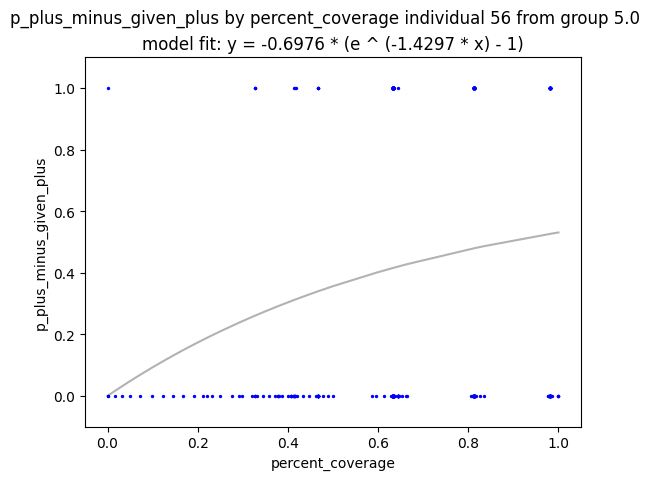 p_plus_minus_given_plus by percent_coverage individual 56 from group 5.0
model fit: y = -0.6976 * (e ^ (-1.4297 * x) - 1)
1.0
0.8
0.6
0.4
0.2
0.0
p_plus_minus_given_plus
0.0 0.2 0.4 0.6 0.8 1.0
percent_coverage